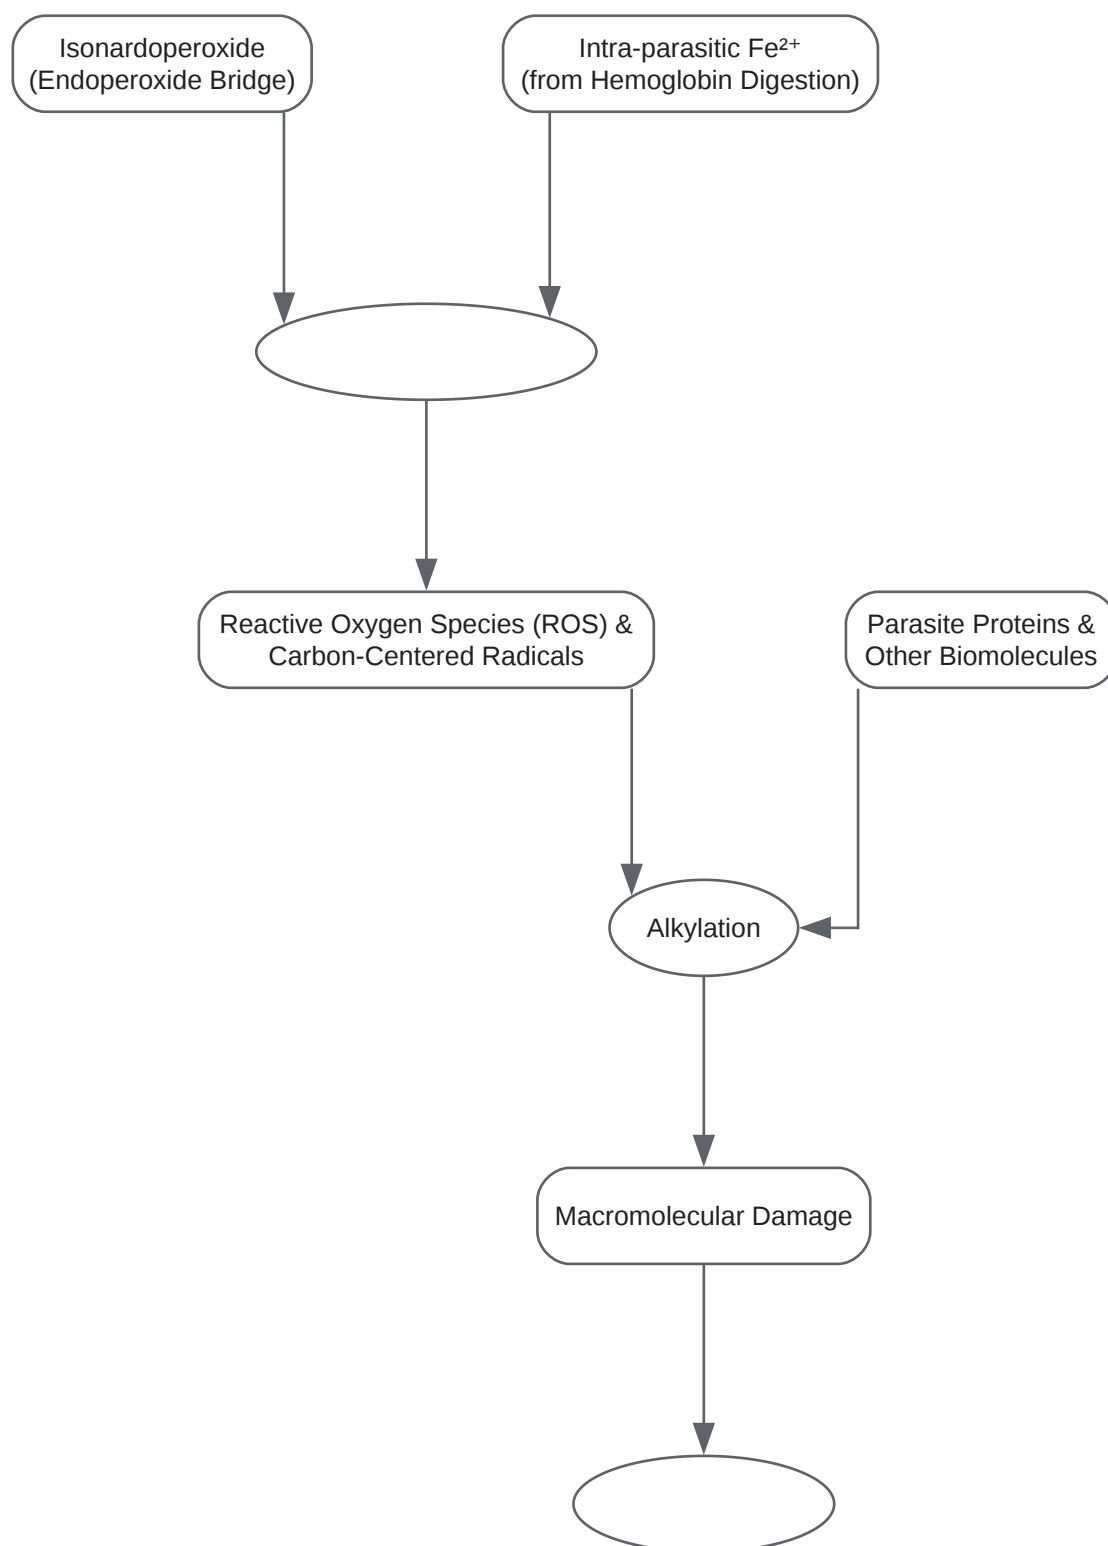 Isonardoperoxide
(Endoperoxide Bridge)
Intra-parasitic Fe²⁺
(from Hemoglobin Digestion)
Reactive Oxygen Species (ROS) &
Carbon-Centered Radicals
Parasite Proteins &
Other Biomolecules
Alkylation
Macromolecular Damage